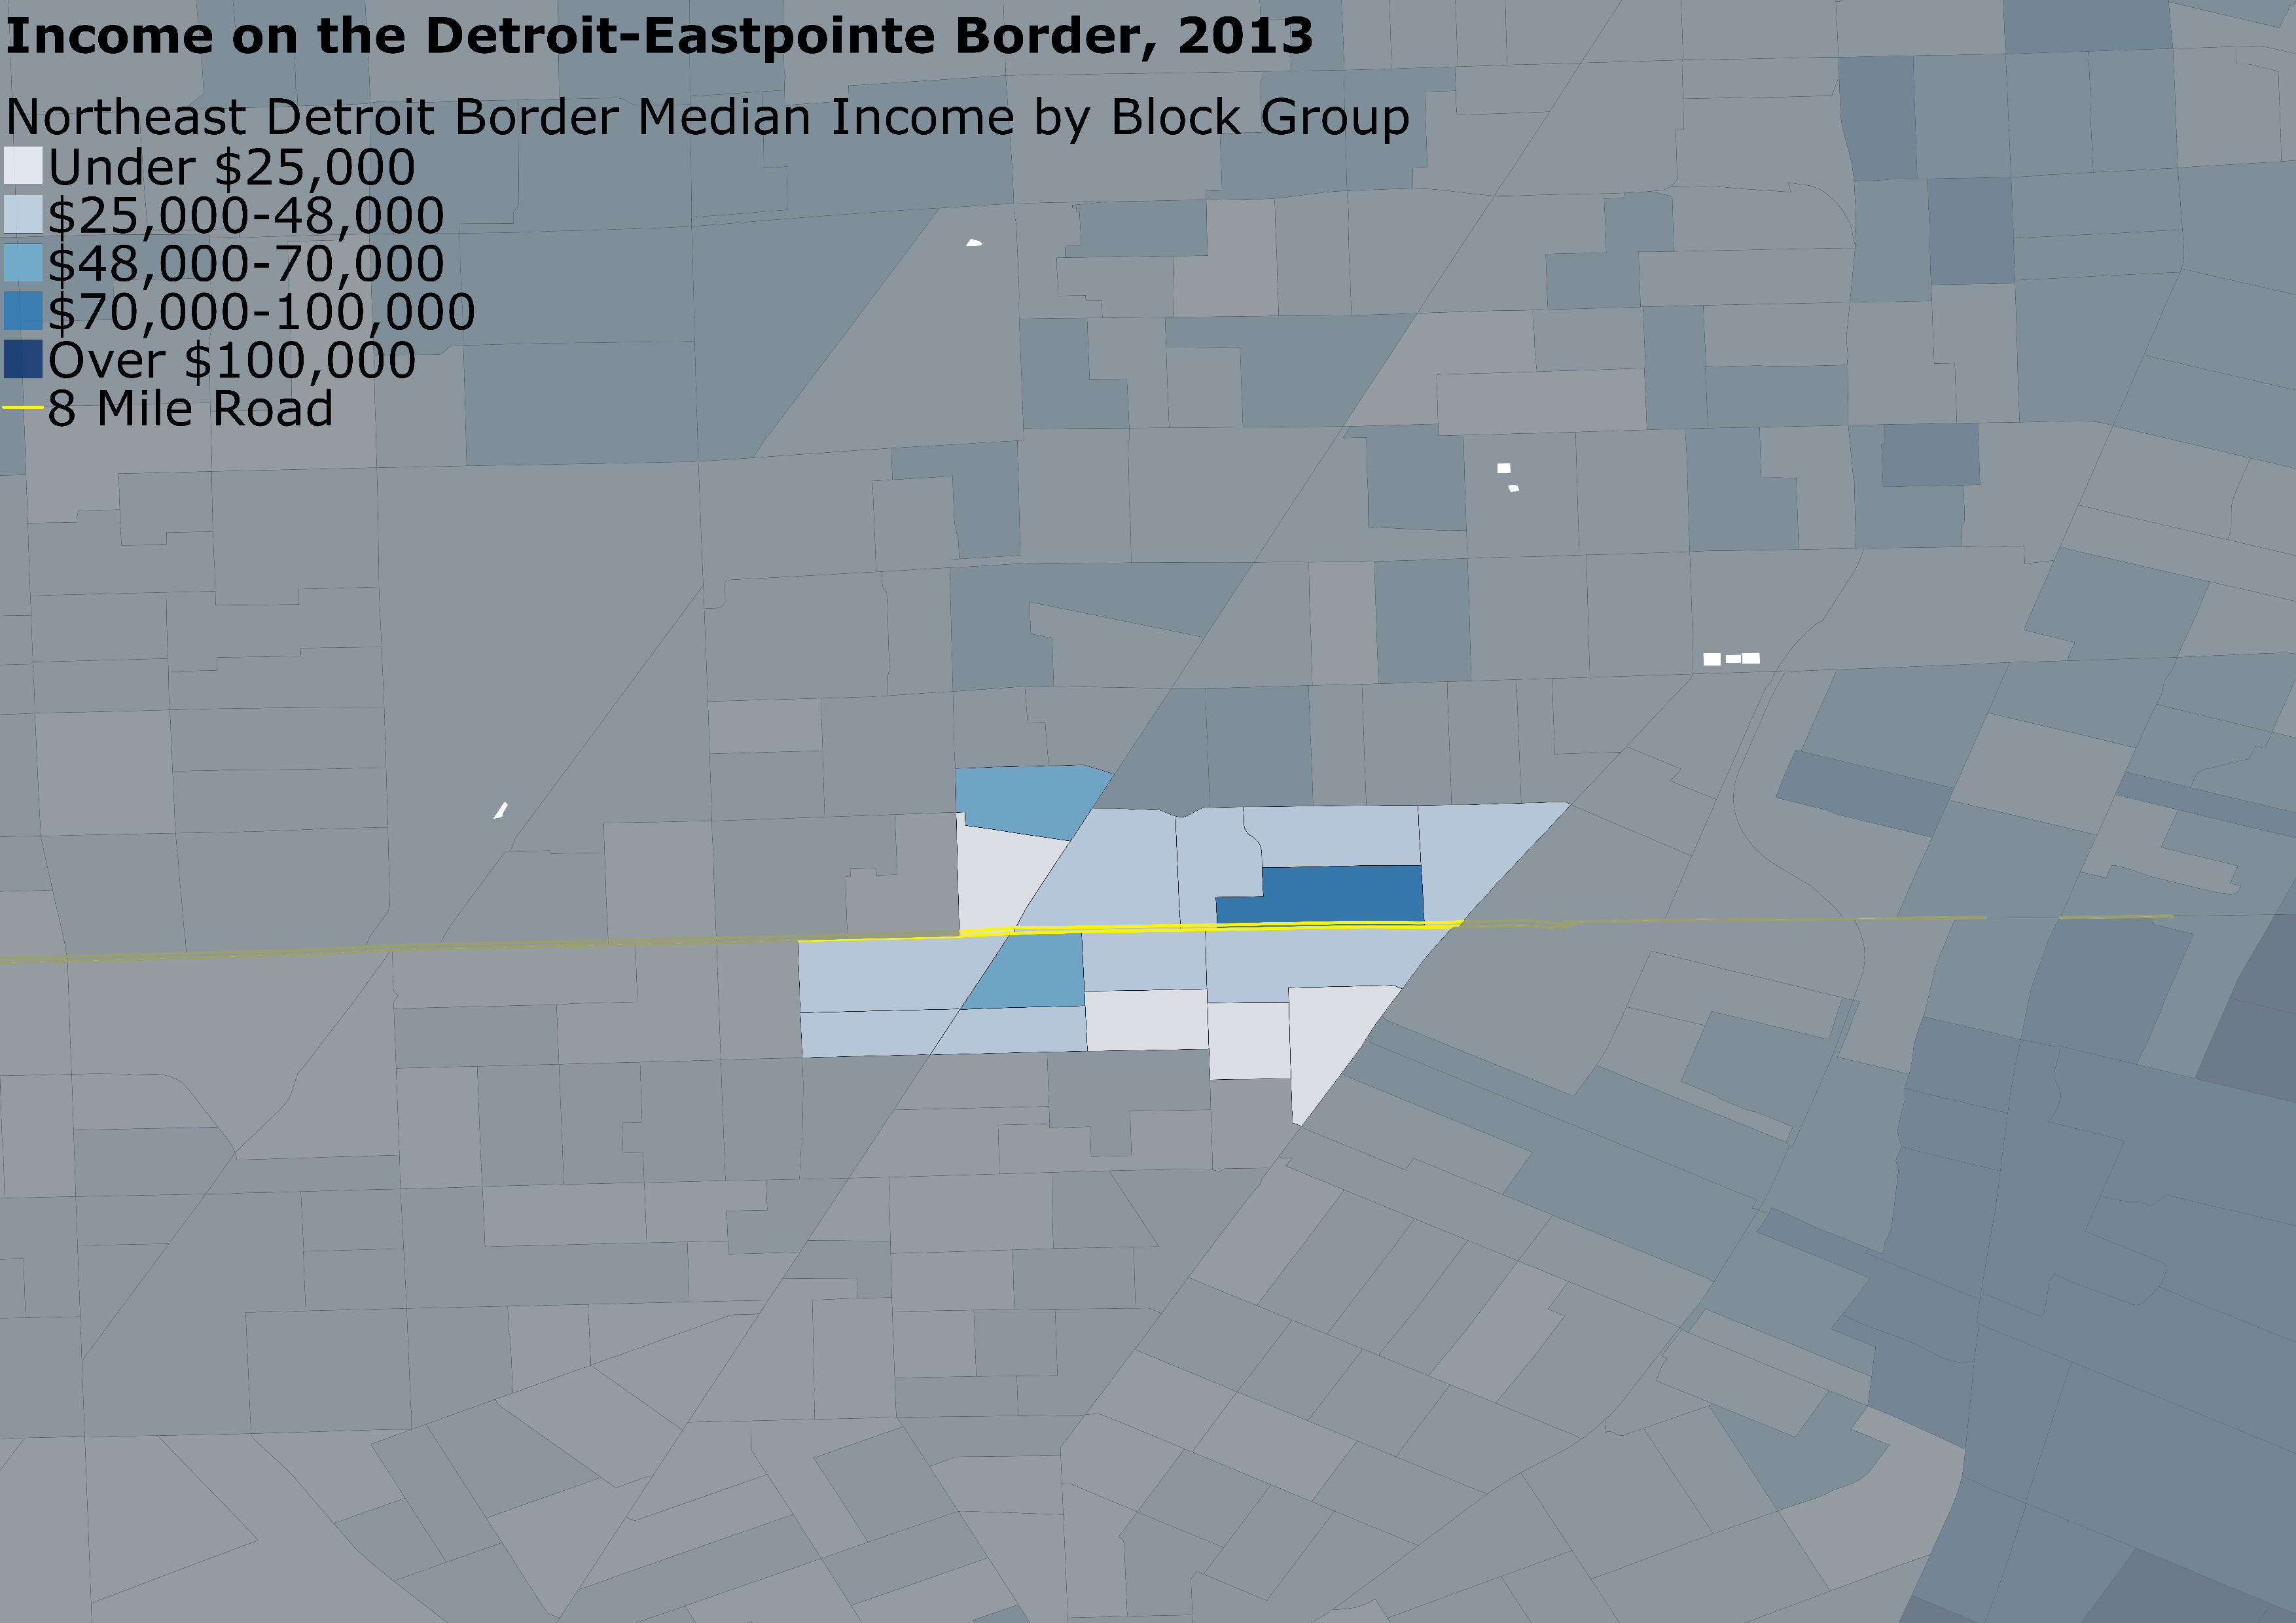 Income on the Detroit-Eastpointe Border, 2013
Northeast Detroit Border Median Income by Block Group
Under $25,000
$25,000-48,000
$48,000-70,000
$70,000-100,000
Over $100,000
8 Mile Road